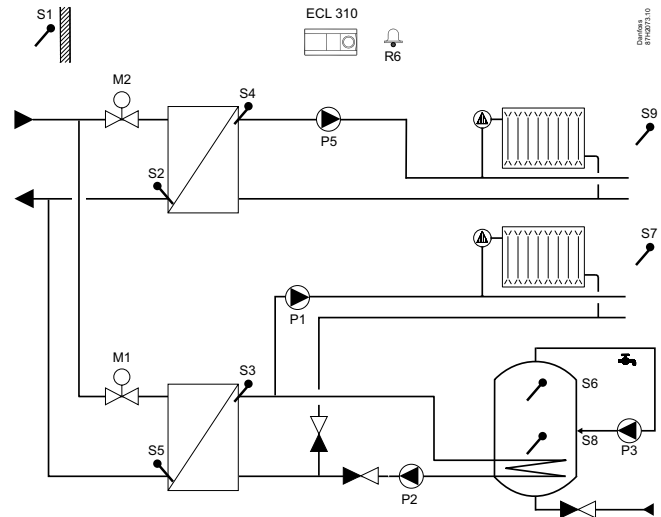 S1
ECL 310
R6
Danfoss
87H2073.10
M2
S4
P5
S9
S2
S7
P1
M1
S3
S6
S5
S8
P3
P2